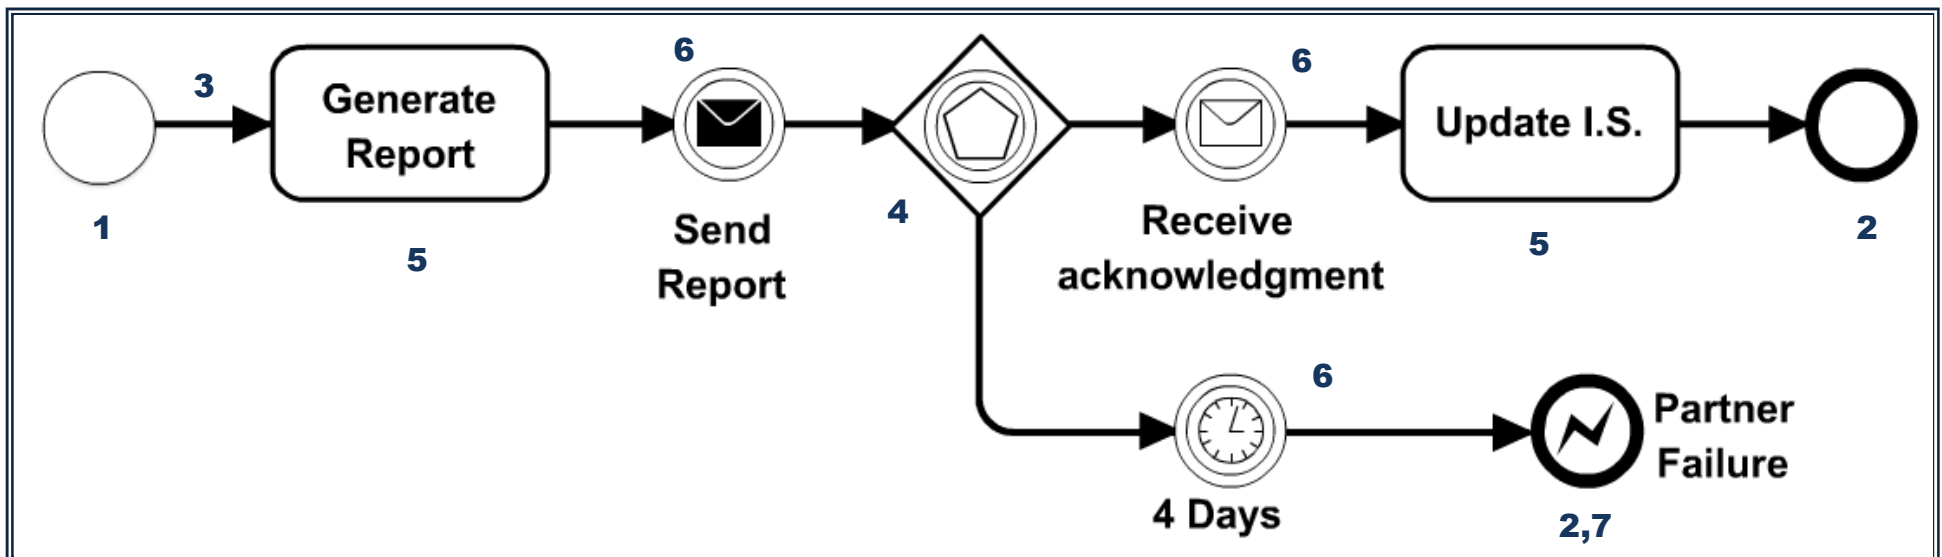 3
Generate
Report
6
6
Update I.S.
1
5
Send
Report
4
Receive
acknowledgment
5
2
6
4 Days
Partner
Failure
2,7